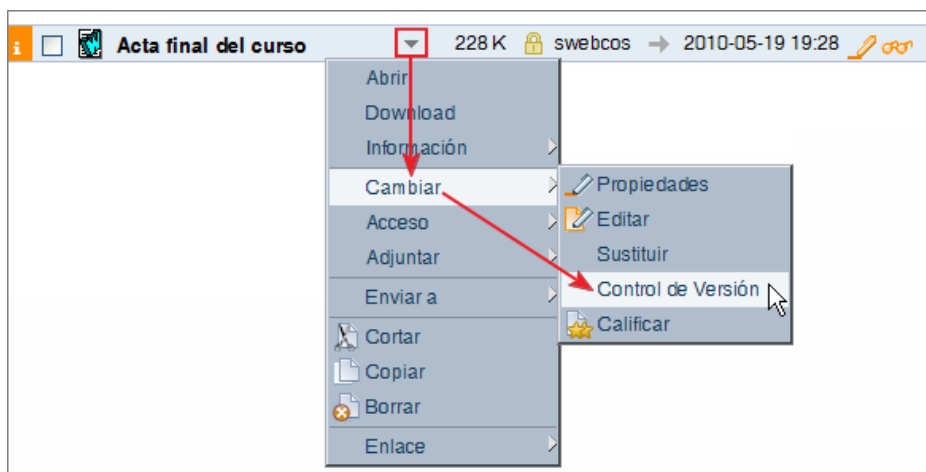 i Acta final del curso 228 K swebcos 2010-05-19 19:28
Abrir
Download
Información
Cambiar
Acceso
Adjuntar
Enviar a
Cortar
Copiar
Borrar
Enlace
Propiedades
Editar
Sustituir
Control de Versión
Calificar